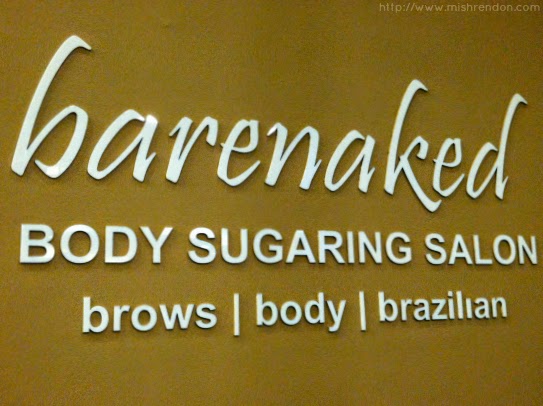 http://www.mishrendon.com
barenaked
BODY SUGARING SALON
brows | body | brazilian